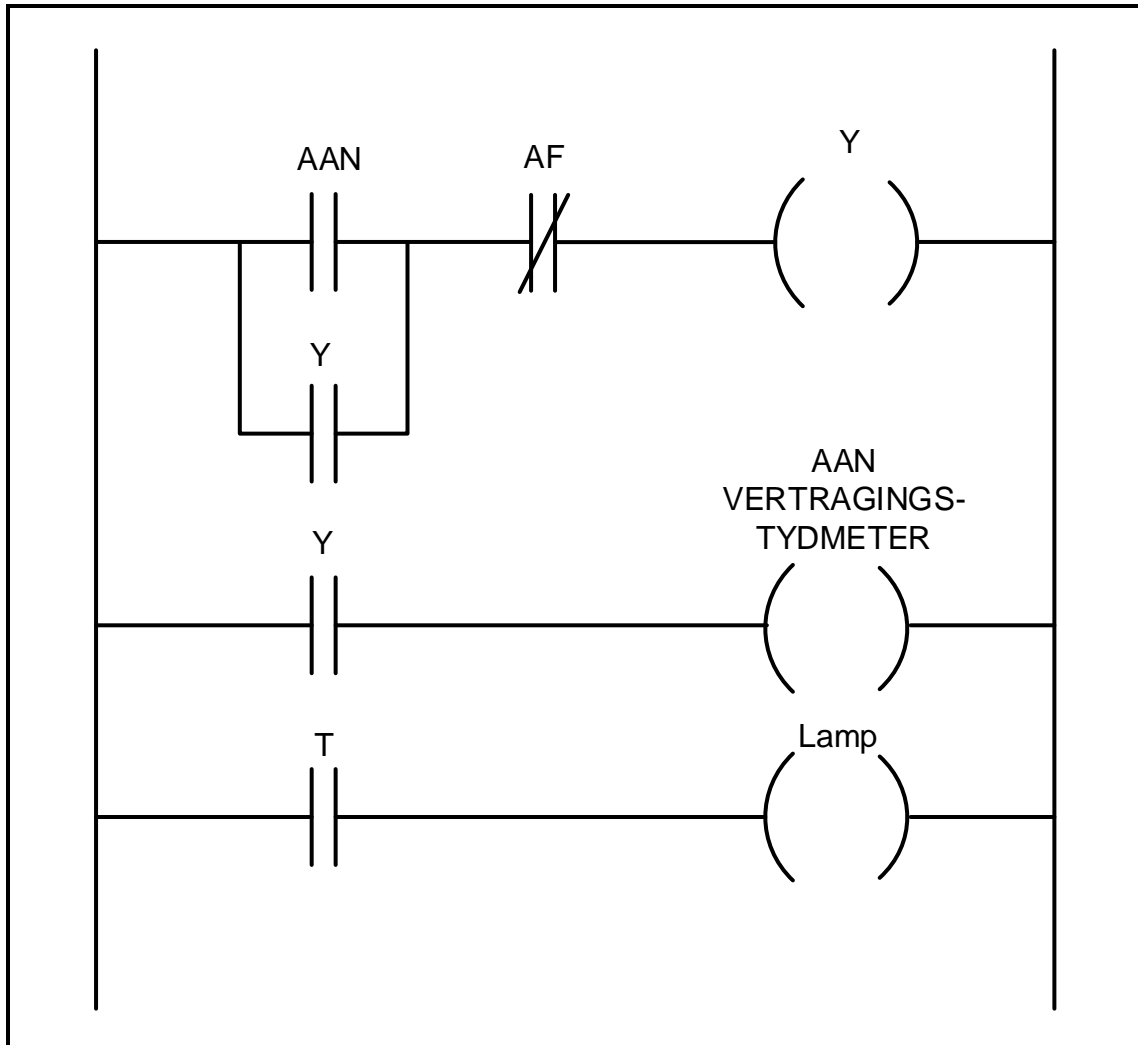 AAN
AF
Y
Y
AAN
VERTRAGINGS-
TYDMETER
Y
Lamp
T